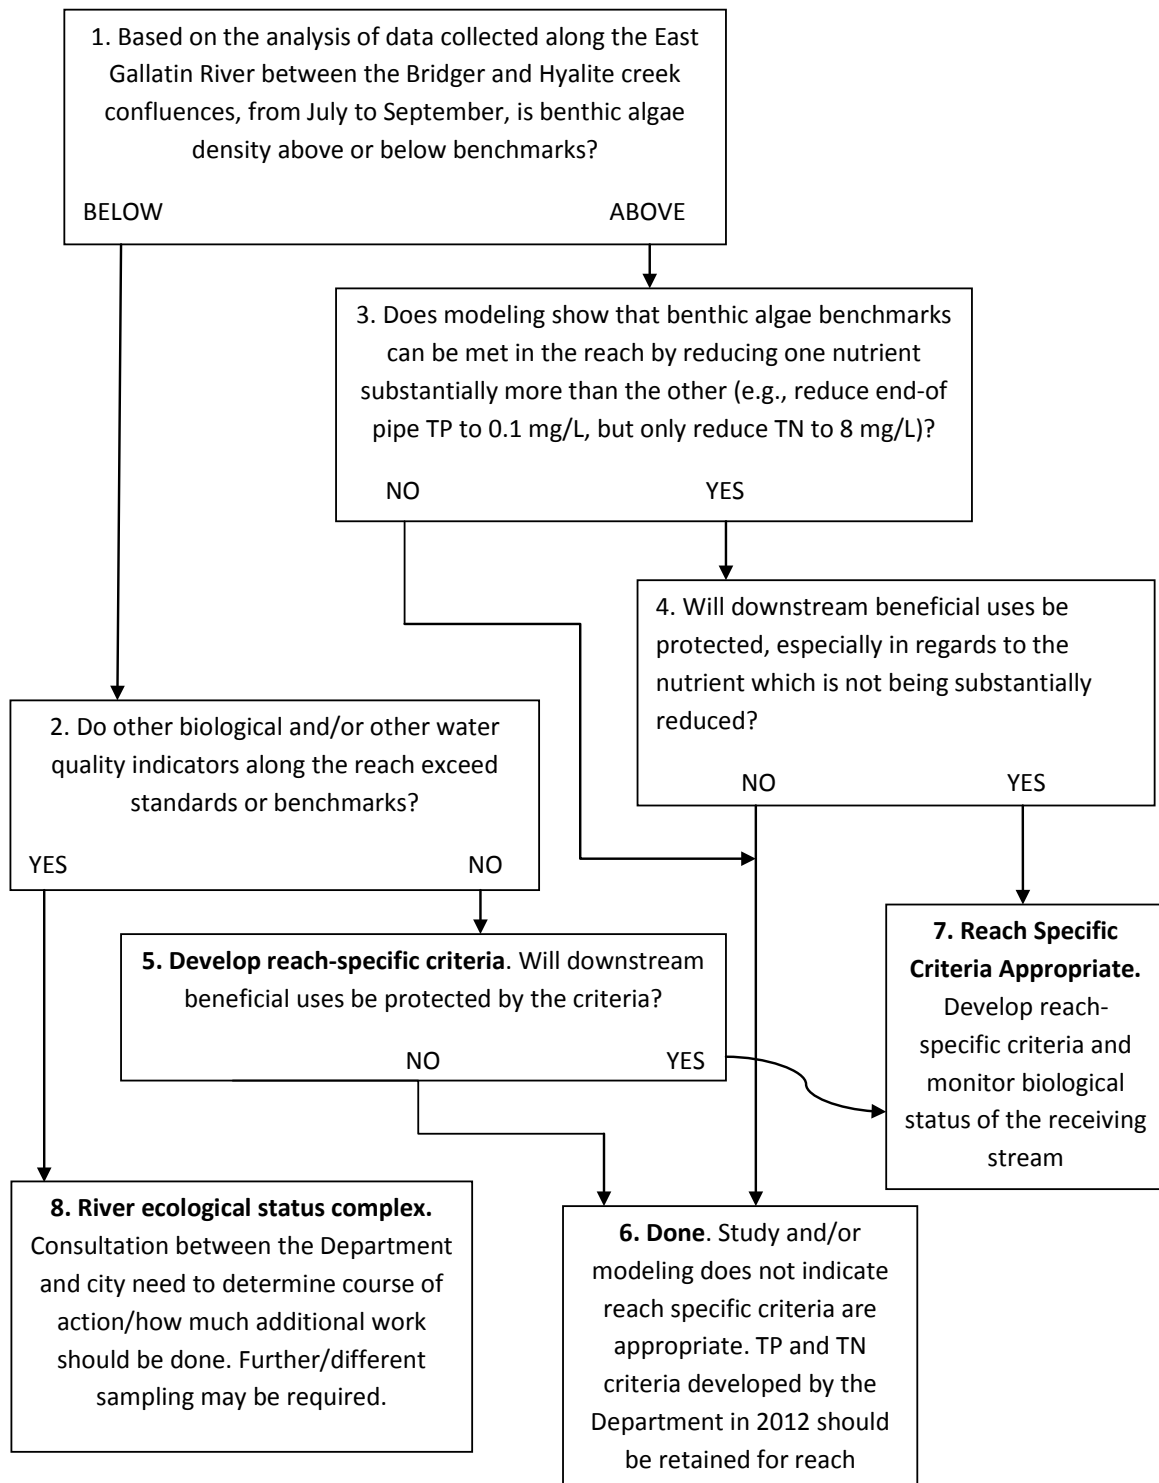 1. Based on the analysis of data collected along the East
Gallatin River between the Bridger and Hyalite creek
confluences, from July to September, is benthic algae
density above or below benchmarks?
BELOW ABOVE
3. Does modeling show that benthic algae benchmarks
can be met in the reach by reducing one nutrient
substantially more than the other (e.g., reduce end-of
pipe TP to 0.1 mg/L, but only reduce TN to 8 mg/L)?
NO YES
4. Will downstream beneficial uses be
protected, especially in regards to the
nutrient which is not being substantially
reduced?
NO YES
2. Do other biological and/or other water
quality indicators along the reach exceed
standards or benchmarks?
YES NO
5. Develop reach-specific criteria. Will downstream
beneficial uses be protected by the criteria?
NO YES
7. Reach Specific
Criteria Appropriate.
Develop reach-
specific criteria and
monitor biological
status of the receiving
stream
8. River ecological status complex.
Consultation between the Department
and city need to determine course of
action/how much additional work
should be done. Further/different
sampling may be required.
6. Done. Study and/or
modeling does not indicate
reach specific criteria are
appropriate. TP and TN
criteria developed by the
Department in 2012 should
be retained for reach